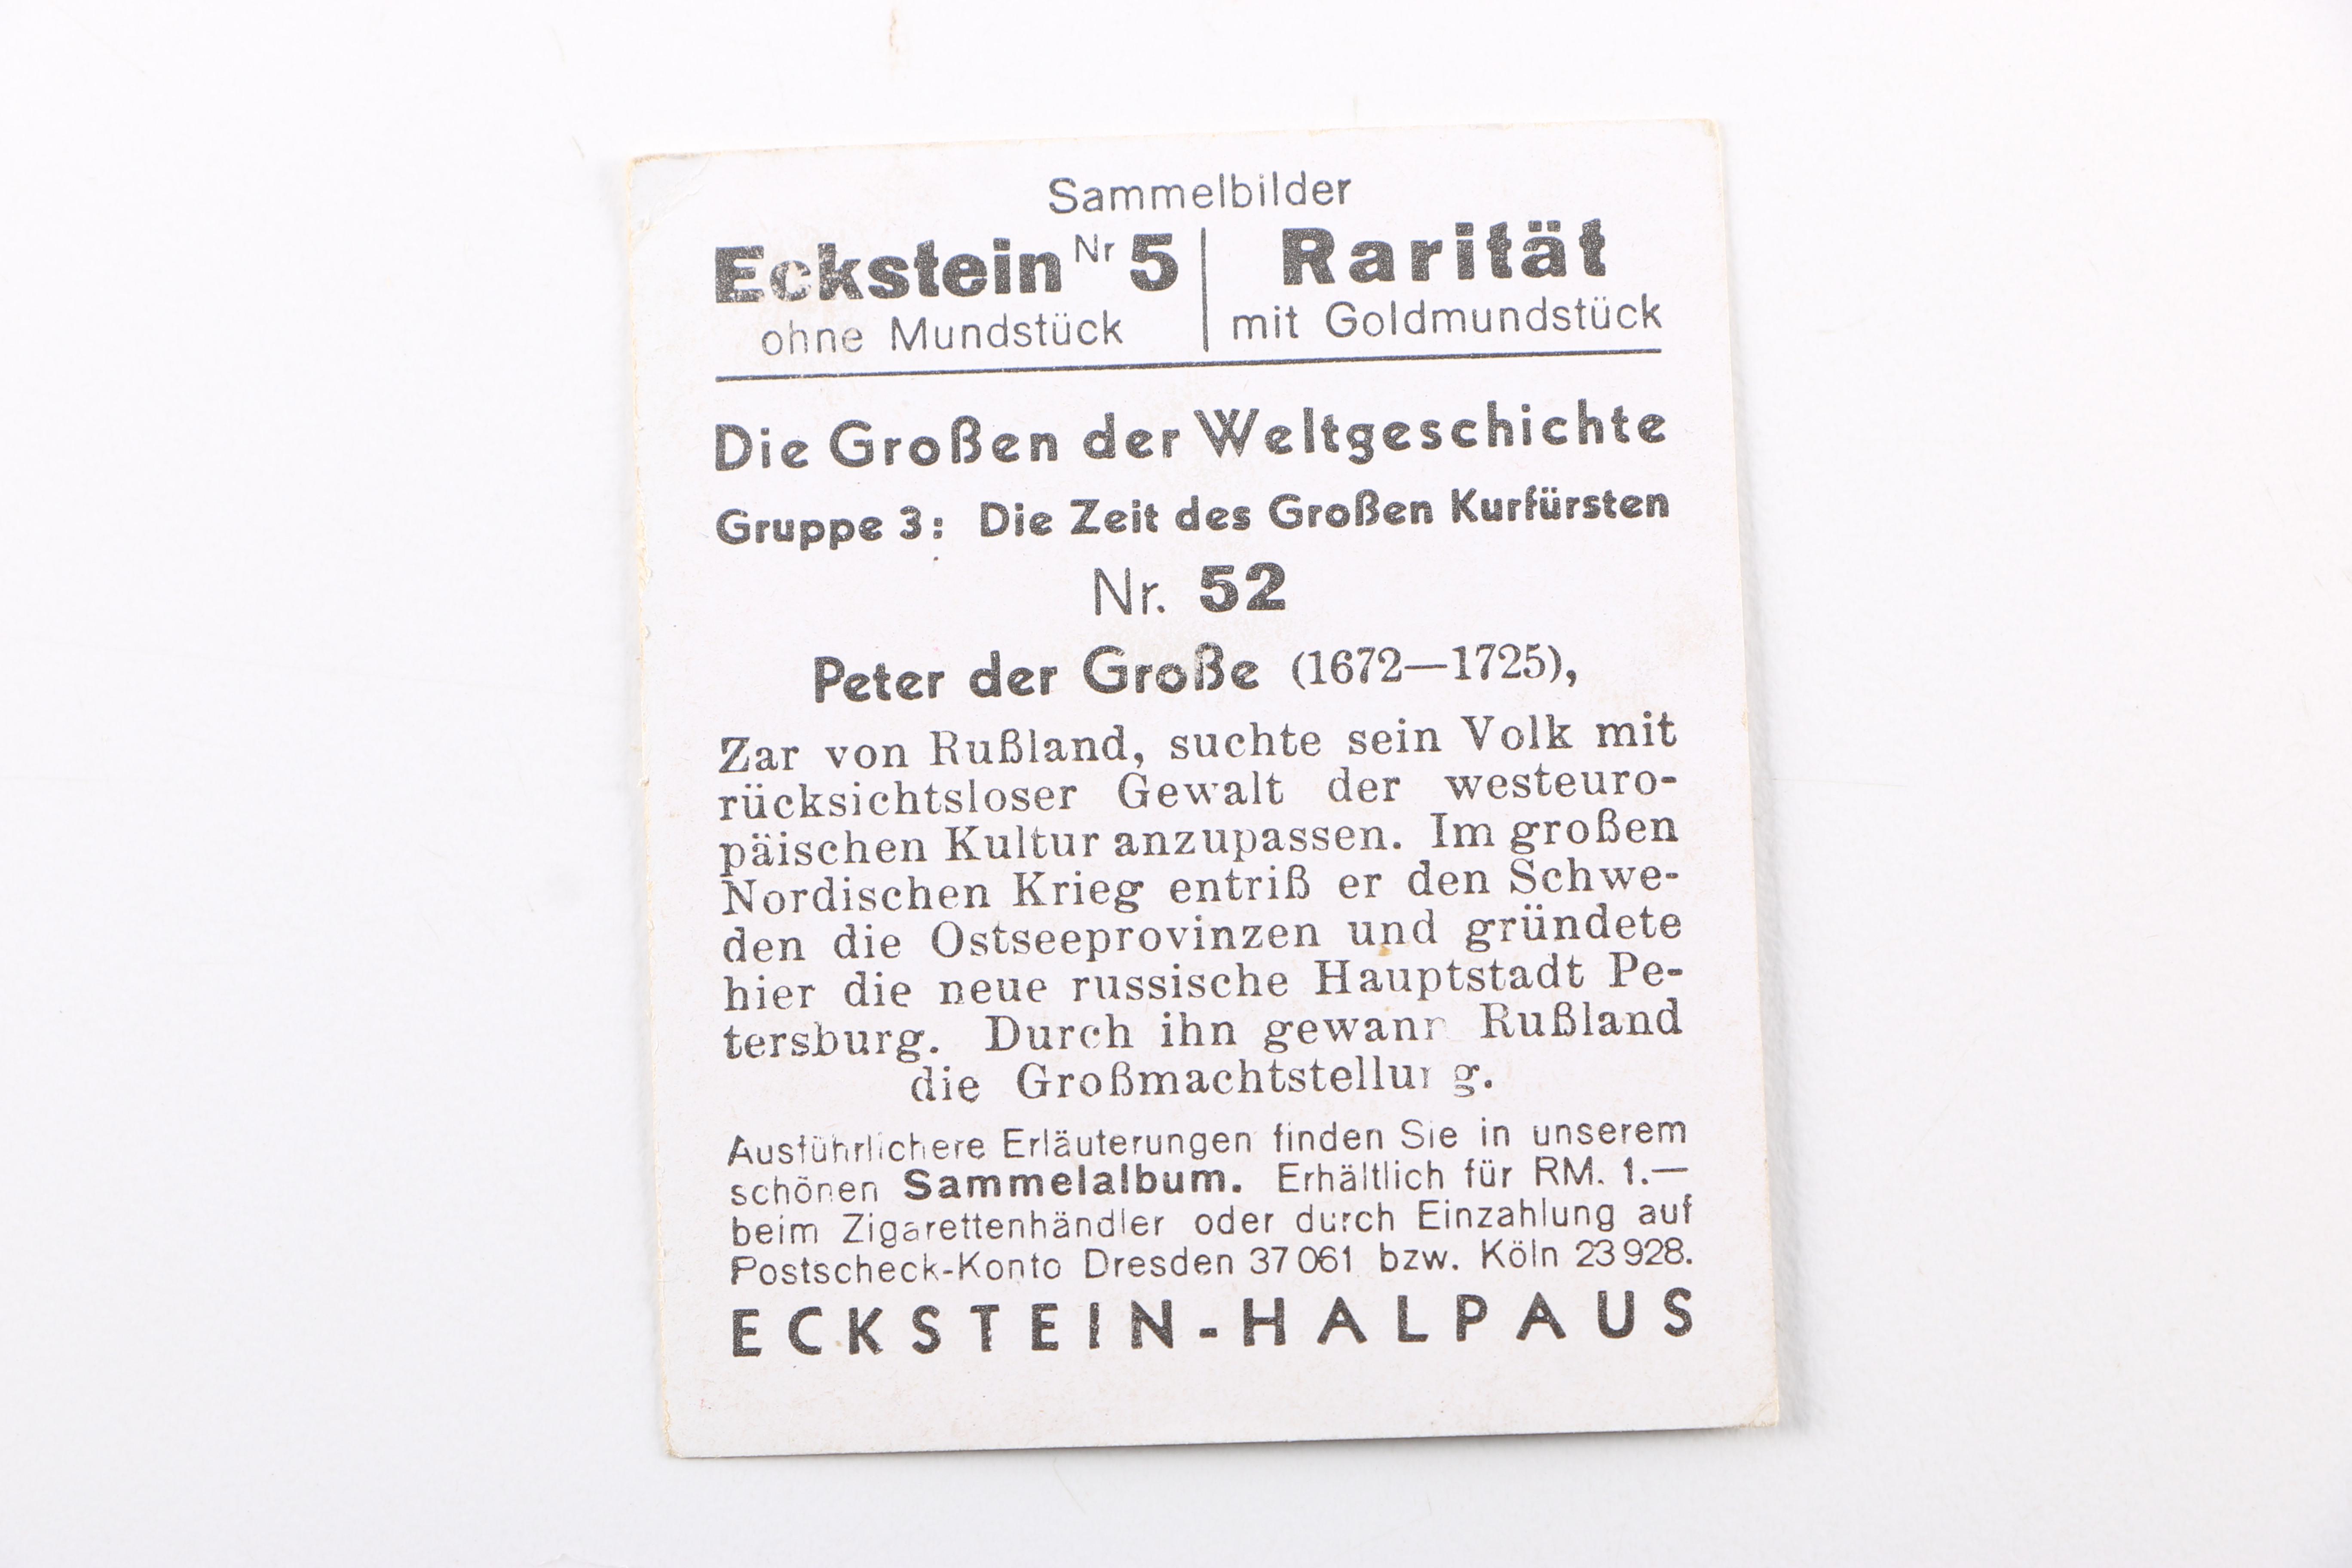 Sammelbilder
Eckstein Nr 5 | Rarität
ohne Mundstück | mit Goldmundstück
Die Großen der Weltgeschichte
Gruppe 3: Die Zeit des Großen Kurfürsten
Nr. 52
Peter der Große (1672—1725),
Zar von Rußland, suchte sein Volk mit
rücksichtsloser Gewalt der westeuro-
päischen Kultur anzupassen. Im großen
Nordischen Krieg entriß er den Schwe-
den die Ostseeprovinzen und gründete
hier die neue russische Hauptstadt Pe-
tersburg. Durch ihn gewann Rußland
die Großmachtstellung.
Ausführlichere Erläuterungen finden Sie in unserem
schönen Sammelalbum. Erhältlich für RM. 1.—
beim Zigarettenhändler oder durch Einzahlung auf
Postscheck-Konto Dresden 37 061 bzw. Köln 23 928.
ECKSTEIN-HALPAUS